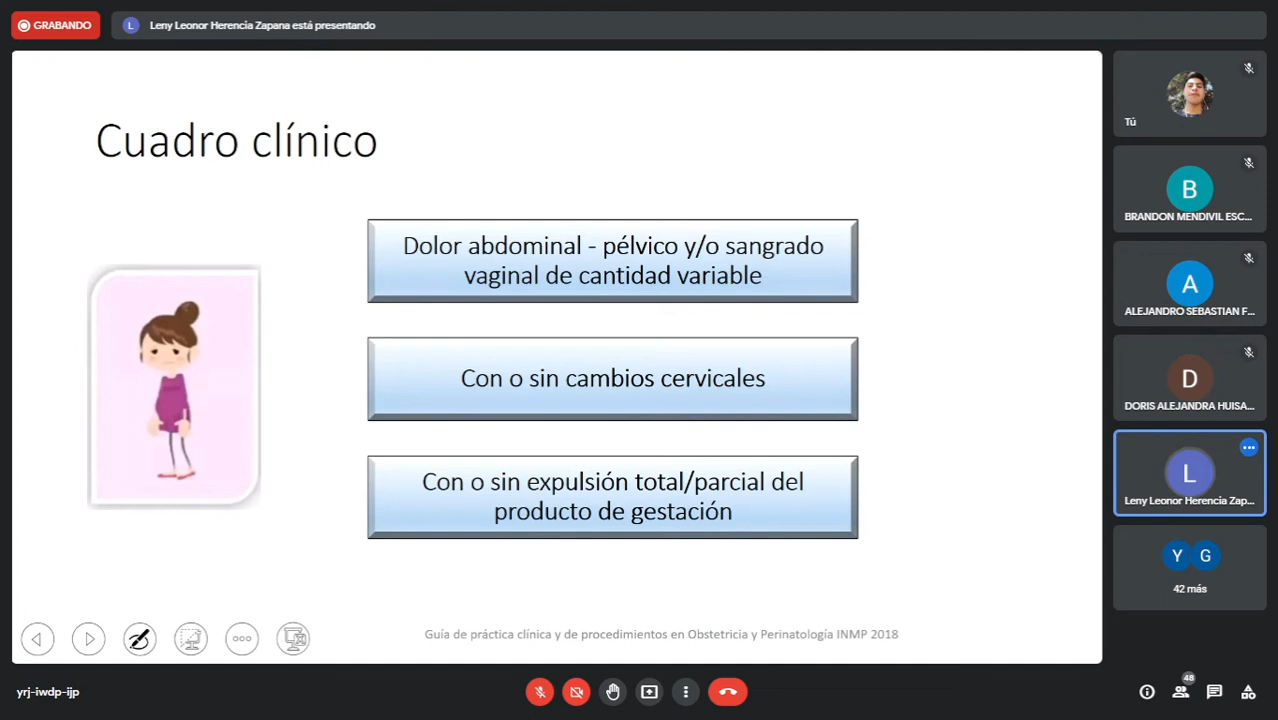 GRABANDO
L Leny Leonor Herencia Zapana está presentando
Cuadro clínico
Dolor abdominal - pélvico y/o sangrado
vaginal de cantidad variable
Con o sin cambios cervicales
Con o sin expulsión total/parcial del
producto de gestación
Guía de práctica clínica y de procedimientos en Obstetricia y Perinatología INMP 2018
Tú
B
BRANDON MENDIVIL ESC...
A
ALEJANDRO SEBASTIAN F...
D
DORIS ALEJANDRA HUISA...
L
Leny Leonor Herencia Zap...
Y G
42 más
yrj-iwdp-ijp
48